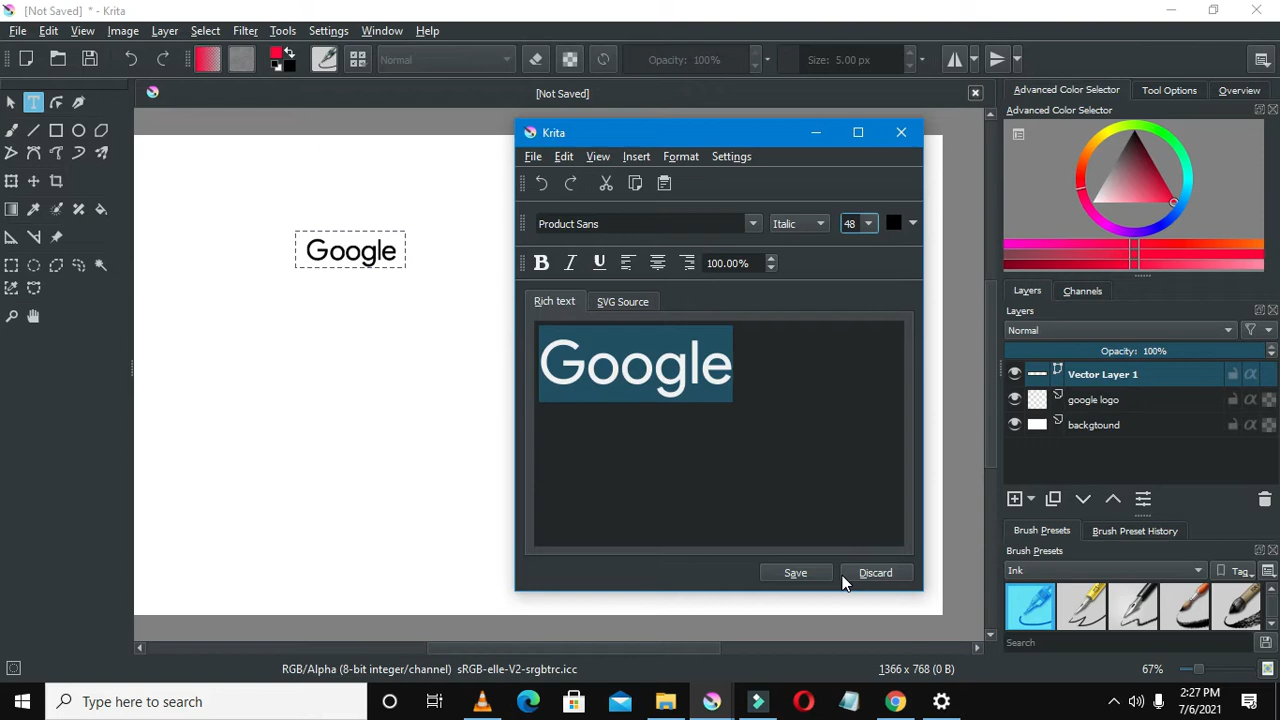 [Not Saved] * - Krita
File Edit View Image Layer Select Filter Tools Settings Window Help
Normal Opacity: 100% Size: 5.00 px
[Not Saved]
Google
Krita
File Edit View Insert Format Settings
Product Sans Italic 48
B I U 100.00%
Rich text SVG Source
Google
Save Discard
Advanced Color Selector Tool Options Overview
Advanced Color Selector
Layers Channels
Layers
Normal
Opacity: 100%
Vector Layer 1
google logo
backgtound
Brush Presets Brush Preset History
Brush Presets
Ink Tag
Search
RGB/Alpha (8-bit integer/channel) sRGB-elle-V2-srgbtrc.icc 1366 x 768 (0 B) 67%
Type here to search
2:27 PM
7/6/2021